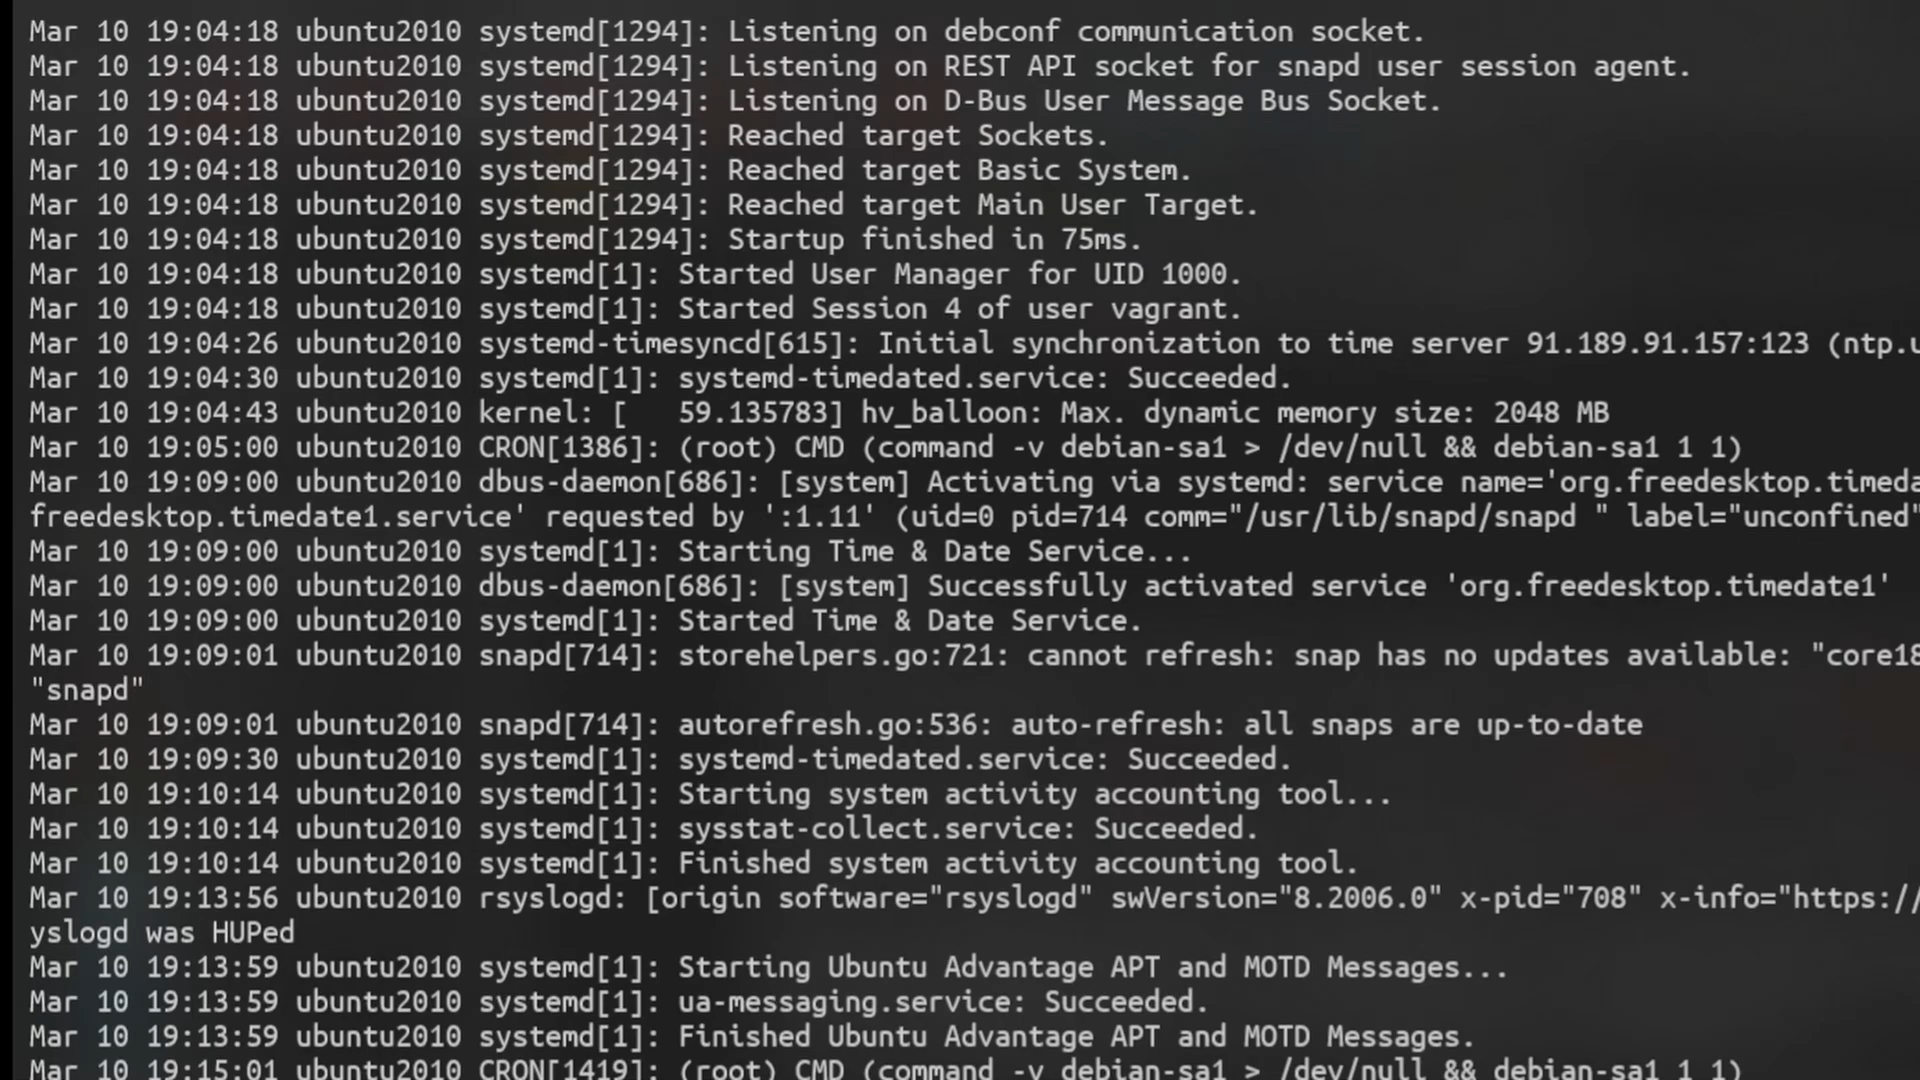 Mar 10 19:04:18 ubuntu2010 systemd[1294]: Listening on debconf communication socket.
Mar 10 19:04:18 ubuntu2010 systemd[1294]: Listening on REST API socket for snapd user session agent.
Mar 10 19:04:18 ubuntu2010 systemd[1294]: Listening on D-Bus User Message Bus Socket.
Mar 10 19:04:18 ubuntu2010 systemd[1294]: Reached target Sockets.
Mar 10 19:04:18 ubuntu2010 systemd[1294]: Reached target Basic System.
Mar 10 19:04:18 ubuntu2010 systemd[1294]: Reached target Main User Target.
Mar 10 19:04:18 ubuntu2010 systemd[1294]: Startup finished in 75ms.
Mar 10 19:04:18 ubuntu2010 systemd[1]: Started User Manager for UID 1000.
Mar 10 19:04:18 ubuntu2010 systemd[1]: Started Session 4 of user vagrant.
Mar 10 19:04:26 ubuntu2010 systemd-timesyncd[615]: Initial synchronization to time server 91.189.91.157:123 (ntp.u
Mar 10 19:04:30 ubuntu2010 systemd[1]: systemd-timedated.service: Succeeded.
Mar 10 19:04:43 ubuntu2010 kernel: [   59.135783] hv_balloon: Max. dynamic memory size: 2048 MB
Mar 10 19:05:00 ubuntu2010 CRON[1386]: (root) CMD (command -v debian-sa1 > /dev/null && debian-sa1 1 1)
Mar 10 19:09:00 ubuntu2010 dbus-daemon[686]: [system] Activating via systemd: service name='org.freedesktop.timeda
freedesktop.timedate1.service' requested by ':1.11' (uid=0 pid=714 comm="/usr/lib/snapd/snapd " label="unconfined"
Mar 10 19:09:00 ubuntu2010 systemd[1]: Starting Time & Date Service...
Mar 10 19:09:00 ubuntu2010 dbus-daemon[686]: [system] Successfully activated service 'org.freedesktop.timedate1'
Mar 10 19:09:00 ubuntu2010 systemd[1]: Started Time & Date Service.
Mar 10 19:09:01 ubuntu2010 snapd[714]: storehelpers.go:721: cannot refresh: snap has no updates available: "core18
"snapd"
Mar 10 19:09:01 ubuntu2010 snapd[714]: autorefresh.go:536: auto-refresh: all snaps are up-to-date
Mar 10 19:09:30 ubuntu2010 systemd[1]: systemd-timedated.service: Succeeded.
Mar 10 19:10:14 ubuntu2010 systemd[1]: Starting system activity accounting tool...
Mar 10 19:10:14 ubuntu2010 systemd[1]: sysstat-collect.service: Succeeded.
Mar 10 19:10:14 ubuntu2010 systemd[1]: Finished system activity accounting tool.
Mar 10 19:13:56 ubuntu2010 rsyslogd: [origin software="rsyslogd" swVersion="8.2006.0" x-pid="708" x-info="https://
yslogd was HUPed
Mar 10 19:13:59 ubuntu2010 systemd[1]: Starting Ubuntu Advantage APT and MOTD Messages...
Mar 10 19:13:59 ubuntu2010 systemd[1]: ua-messaging.service: Succeeded.
Mar 10 19:13:59 ubuntu2010 systemd[1]: Finished Ubuntu Advantage APT and MOTD Messages.
Mar 10 19:15:01 ubuntu2010 CRON[1419]: (root) CMD (command -v debian-sa1 > /dev/null && debian-sa1 1 1)